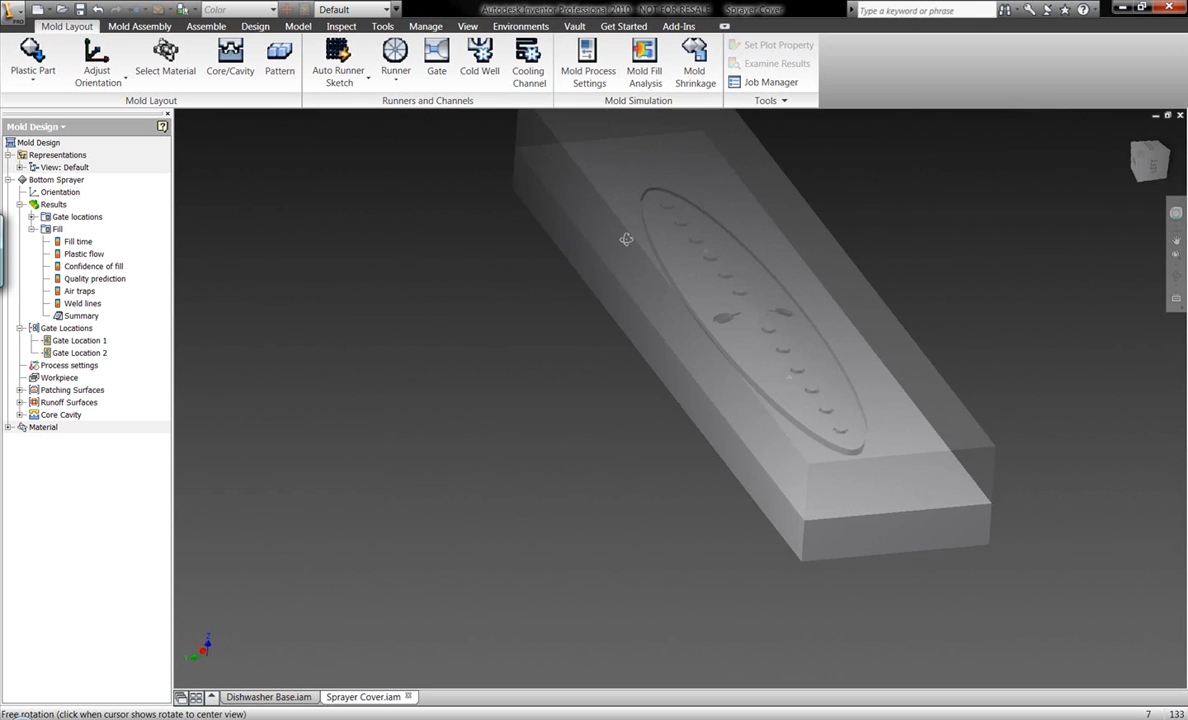 Color
Default
Autodesk Inventor Professional 2010 - NOT FOR RESALE - Sprayer Cover
Type a keyword or phrase
PRO
Mold Layout
Mold Assembly
Assemble
Design
Model
Inspect
Tools
Manage
View
Environments
Vault
Get Started
Add-Ins
Plastic Part
Adjust Orientation
Select Material
Core/Cavity
Pattern
Auto Runner Sketch
Runner
Gate
Cold Well
Cooling Channel
Mold Process Settings
Mold Fill Analysis
Mold Shrinkage
Set Plot Property
Examine Results
Job Manager
Mold Layout
Runners and Channels
Mold Simulation
Tools
Mold Design
Mold Design
Representations
View: Default
Bottom Sprayer
Orientation
Results
Gate locations
Fill
Fill time
Plastic flow
Confidence of fill
Quality prediction
Air traps
Weld lines
Summary
Gate Locations
Gate Location 1
Gate Location 2
Process settings
Workpiece
Patching Surfaces
Runoff Surfaces
Core Cavity
Material
Dishwasher Base.iam
Sprayer Cover.iam
Free rotation (click when cursor shows rotate to center view)
7
133